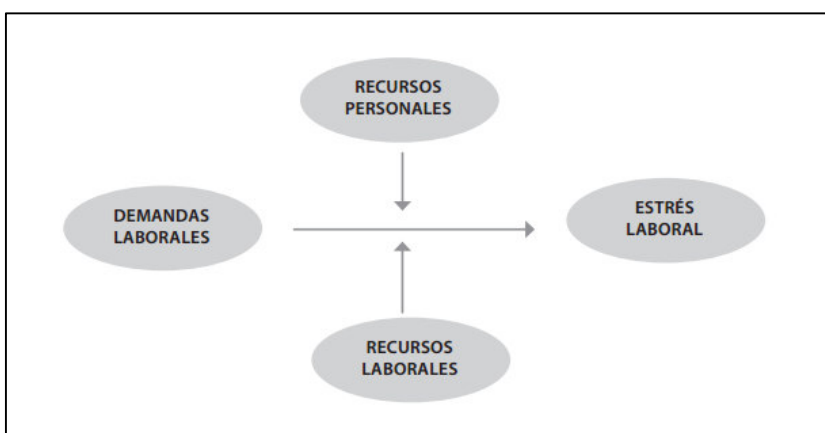 RECURSOS
PERSONALES
DEMANDAS
LABORALES
ESTRÉS
LABORAL
RECURSOS
LABORALES